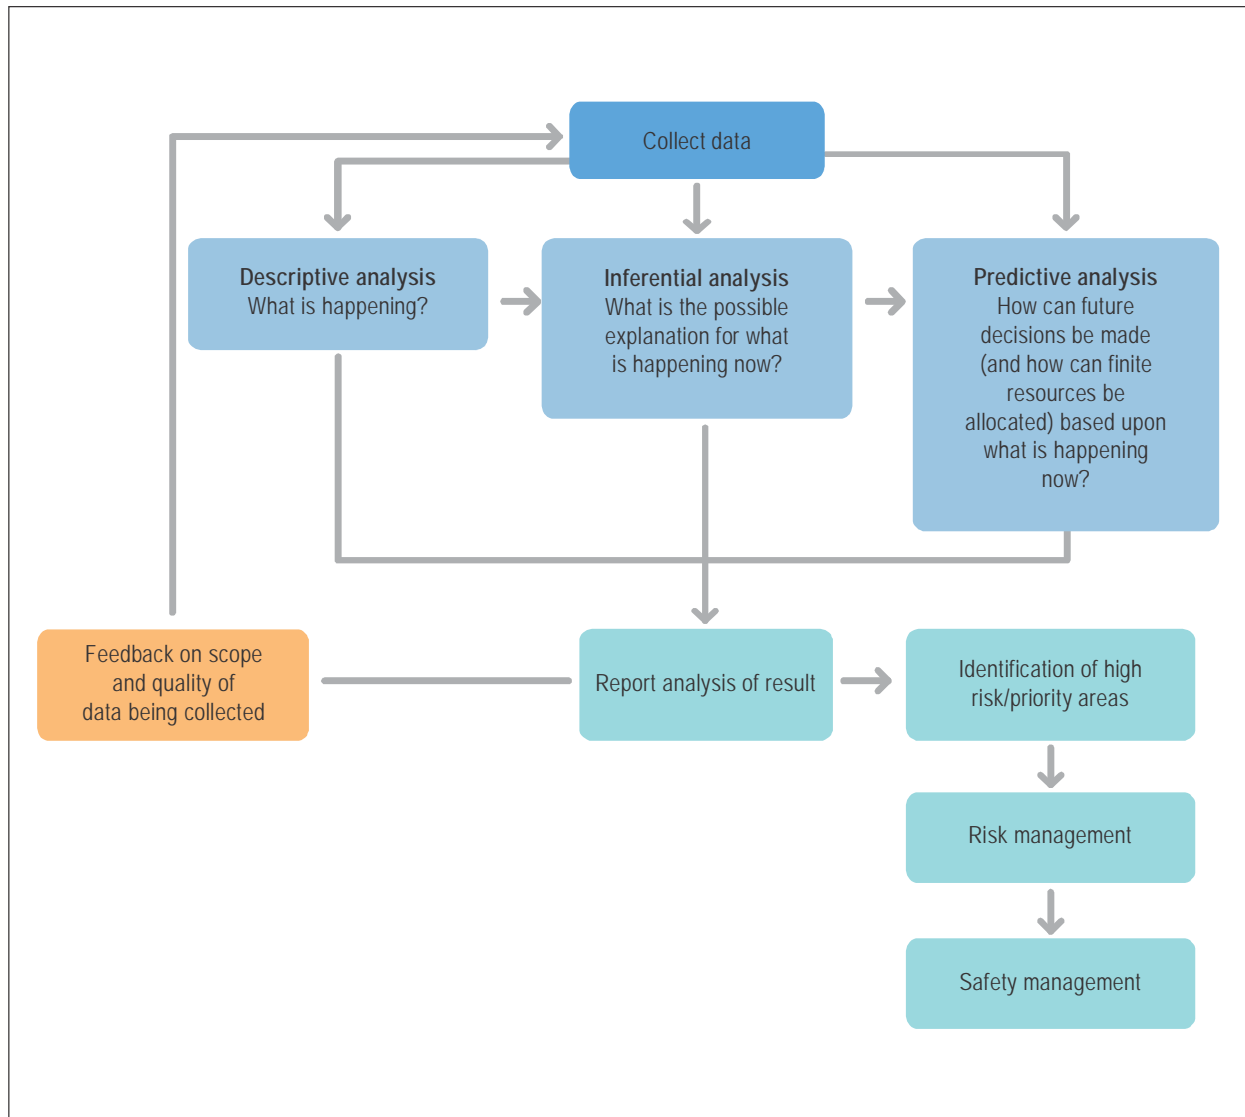 Collect data
Descriptive analysis
What is happening?
Inferential analysis
What is the possible
explanation for what
is happening now?
Predictive analysis
How can future
decisions be made
(and how can finite
resources be
allocated) based upon
what is happening
now?
Feedback on scope
and quality of
data being collected
Report analysis of result
Identification of high
risk/priority areas
Risk management
Safety management